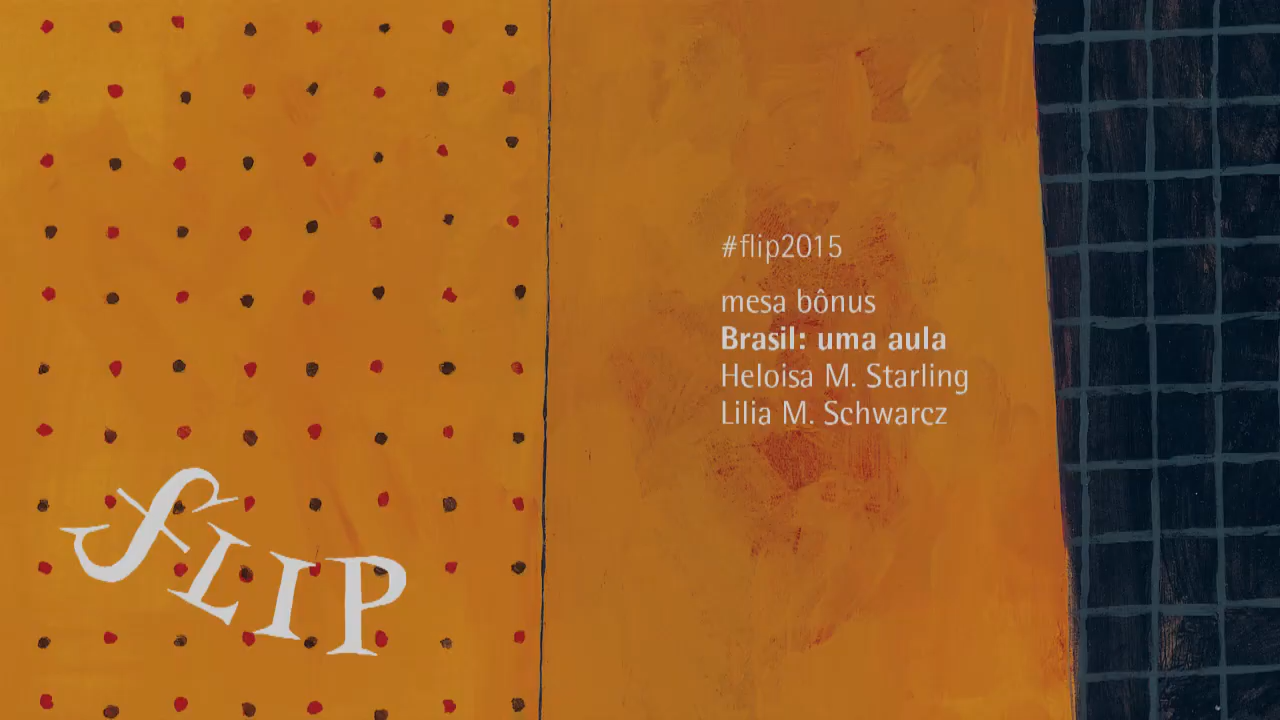 #flip2015
mesa bônus
Brasil: uma aula
Heloisa M. Starling
Lilia M. Schwarcz
FLIP